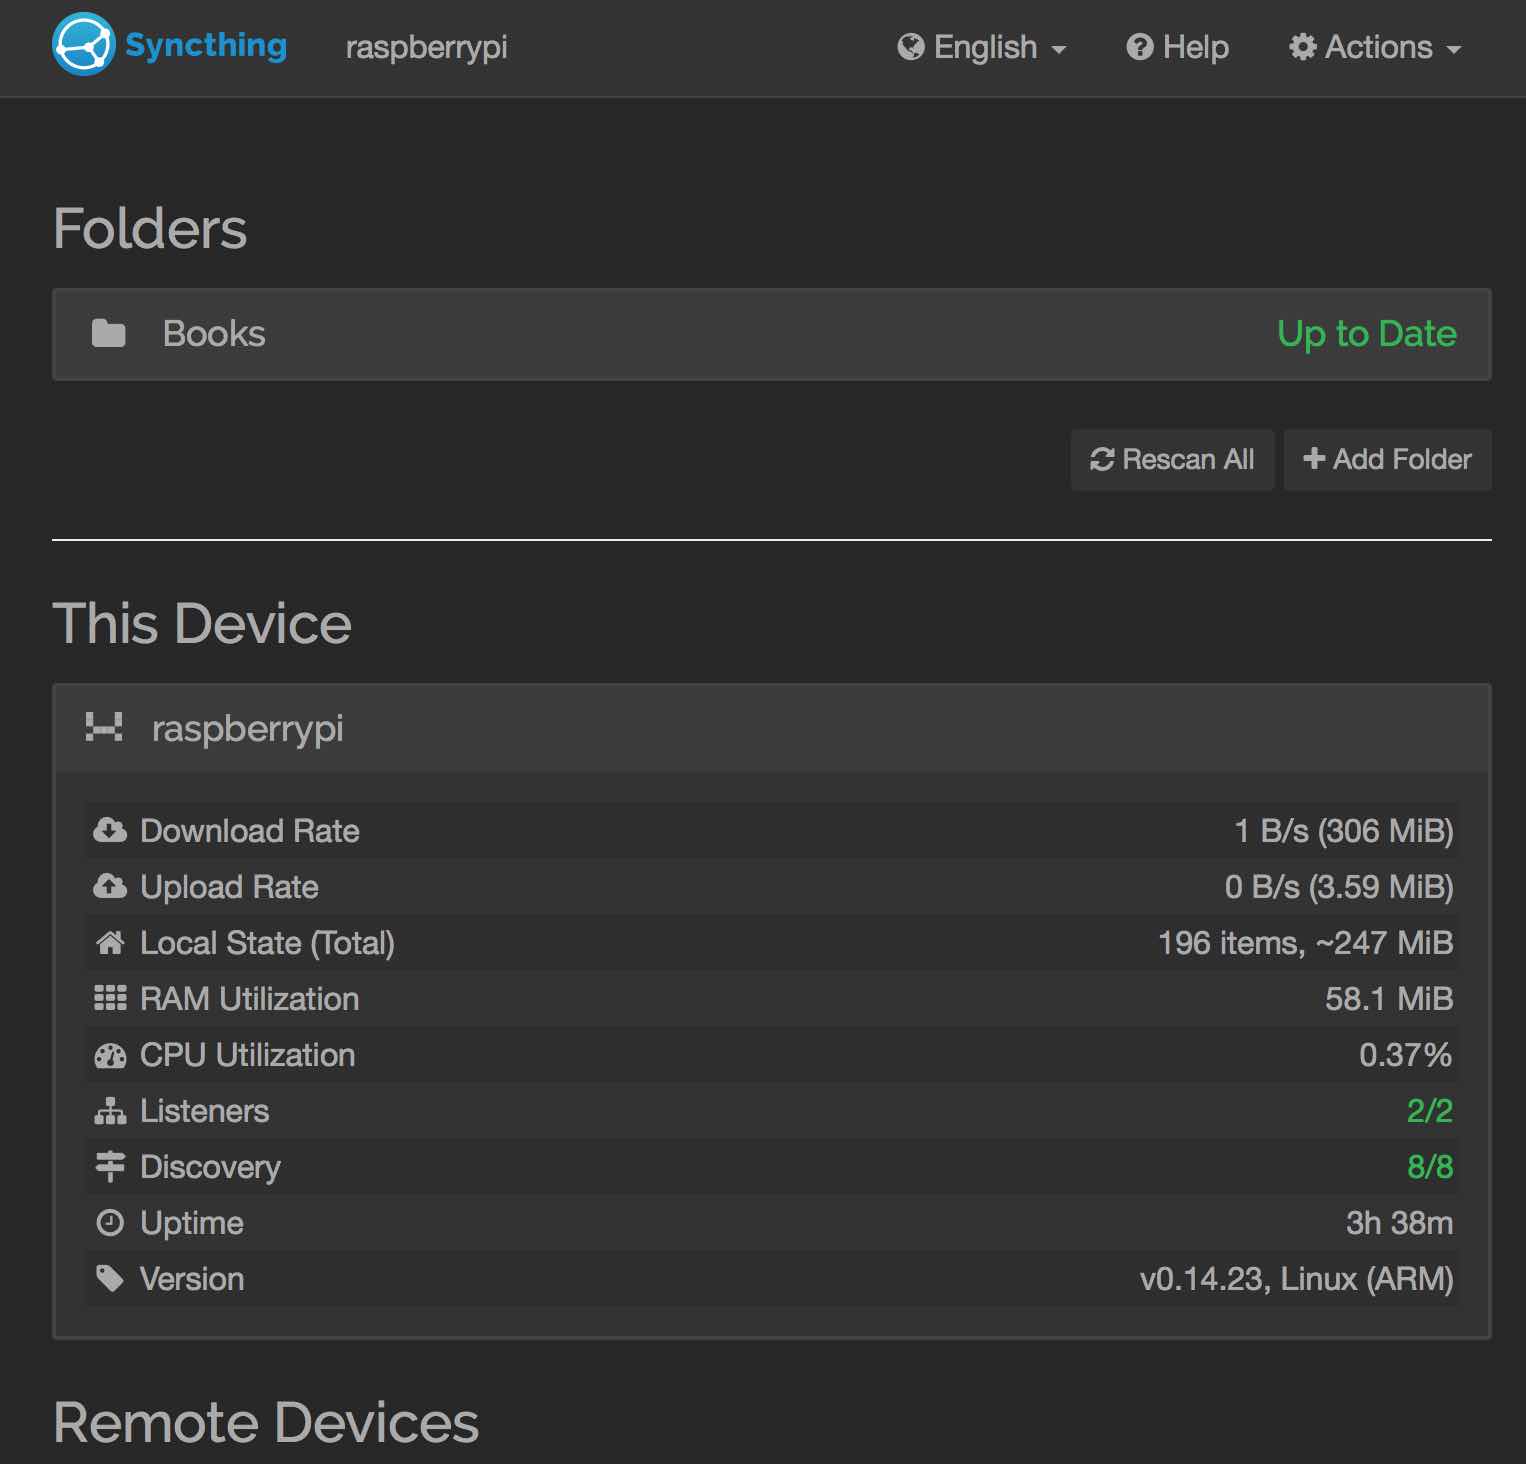 Syncthing raspberrypi English Help Actions
Folders
Books Up to Date
Rescan All Add Folder
This Device
raspberrypi
Download Rate 1 B/s (306 MiB)
Upload Rate 0 B/s (3.59 MiB)
Local State (Total) 196 items, ~247 MiB
RAM Utilization 58.1 MiB
CPU Utilization 0.37%
Listeners 2/2
Discovery 8/8
Uptime 3h 38m
Version v0.14.23, Linux (ARM)
Remote Devices